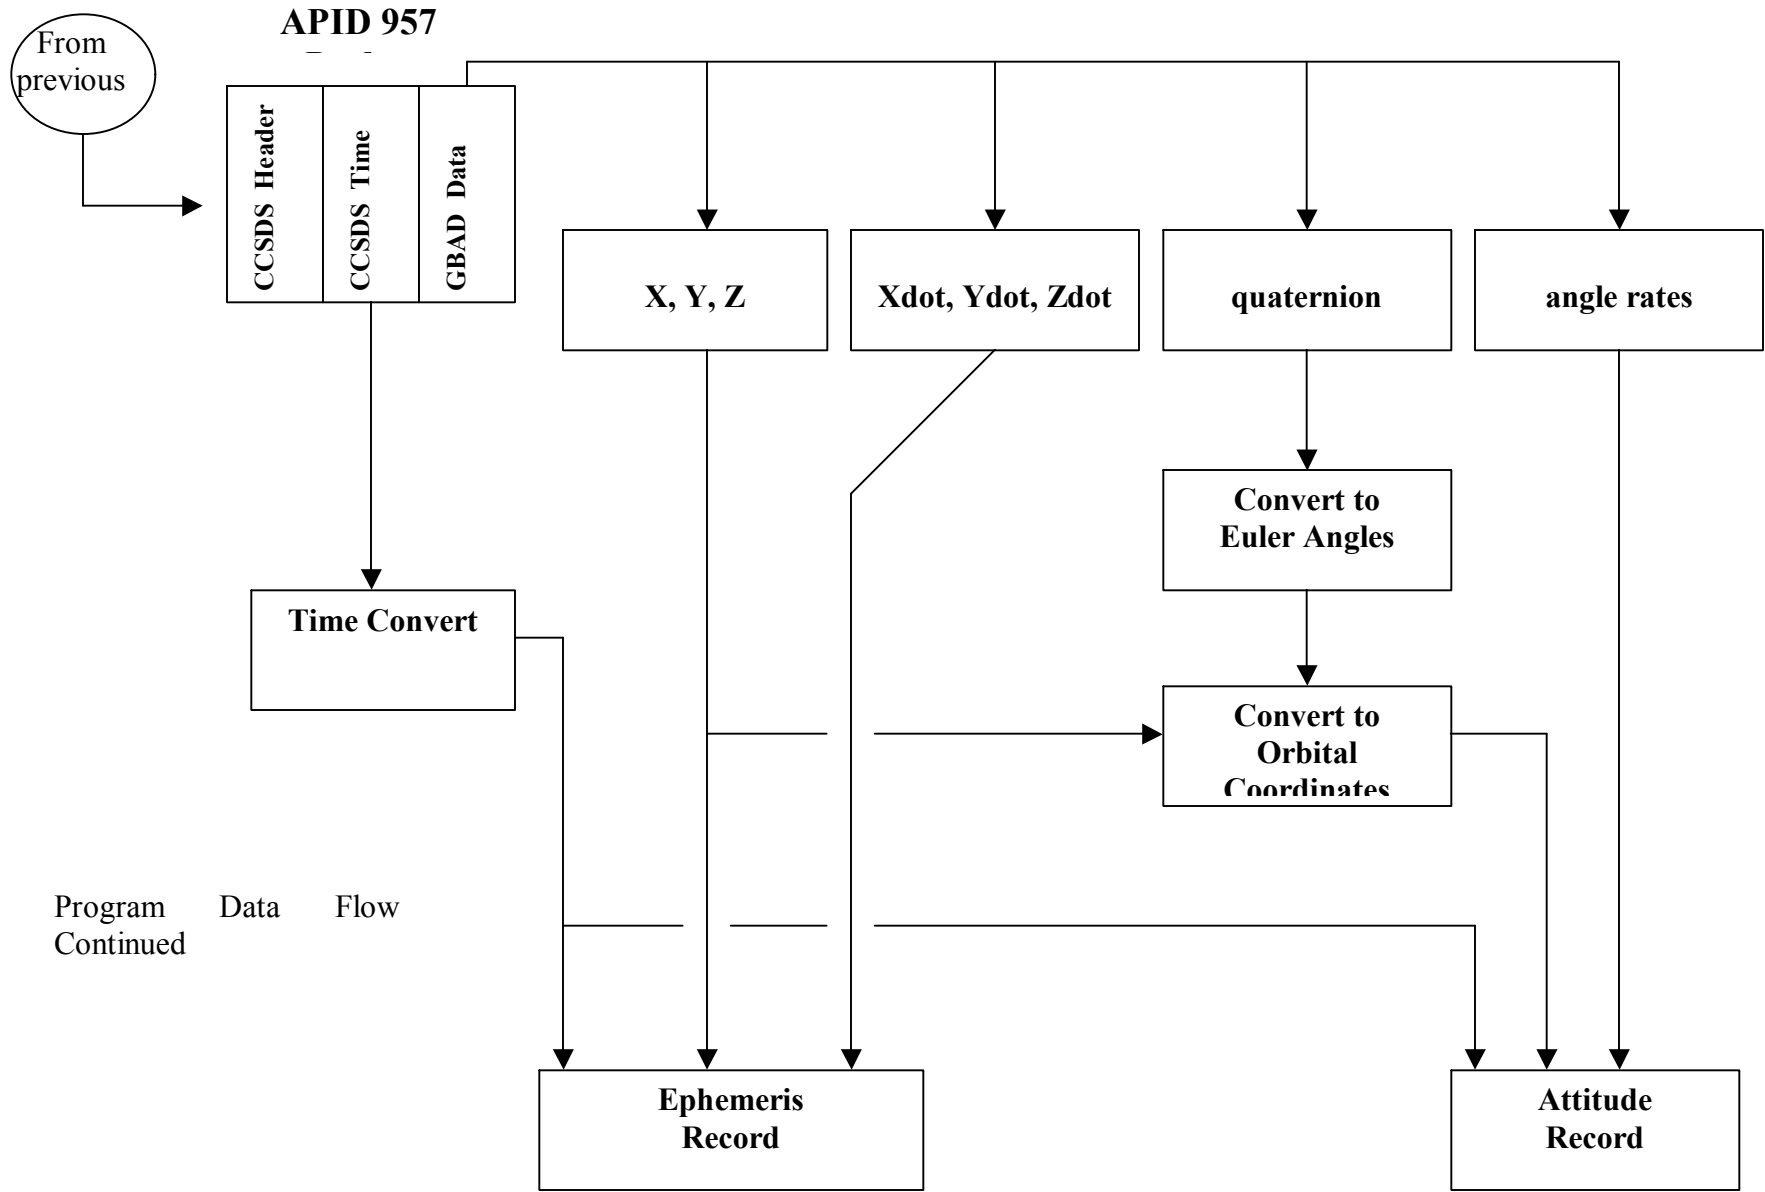 APID 957
From
previous
CCSDS Header
CCSDS Time
GBAD Data
X, Y, Z
Xdot, Ydot, Zdot
quaternion
angle rates
Convert to
Euler Angles
Time Convert
Convert to
Orbital
Coordinates
Program Data Flow
Continued
Ephemeris
Record
Attitude
Record